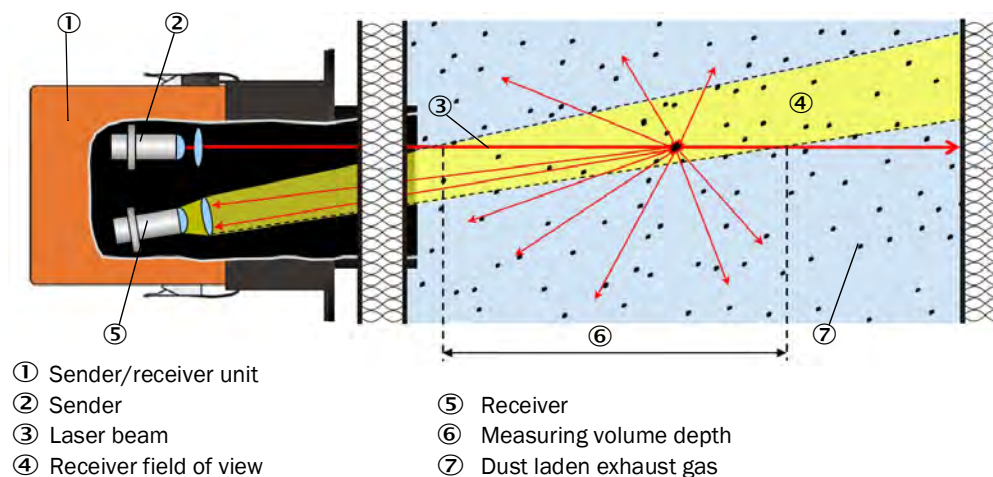 ① ②
③ ④
⑤ ⑥ ⑦
① Sender/receiver unit
② Sender
③ Laser beam
④ Receiver field of view
⑤ Receiver
⑥ Measuring volume depth
⑦ Dust laden exhaust gas